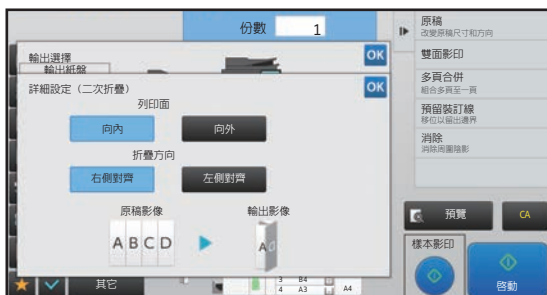 份數 1
原稿
改變原稿尺寸和方向
雙面影印
多頁合併
組合多頁至一頁
預留裝訂線
移位以留出邊界
消除
消除周圍陰影
輸出選擇 OK
輸出紙盤
詳細設定（二次折疊） OK
列印面
向內 向外
折疊方向
右側對齊 左側對齊
原稿影像 輸出影像
A B C D
預覽 CA
樣本影印
啓動
其它
3 B4
4 A3 A4